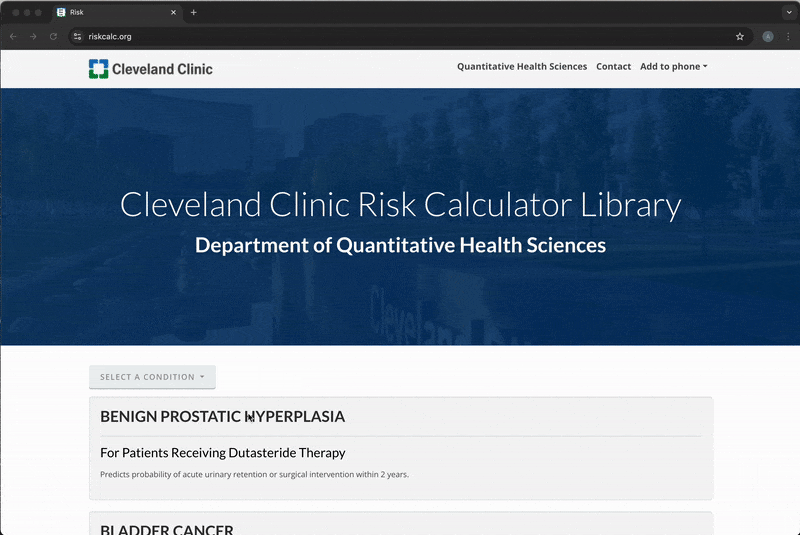 Risk
riskcalc.org
A
Cleveland Clinic
Quantitative Health Sciences Contact Add to phone
Cleveland Clinic Risk Calculator Library
Department of Quantitative Health Sciences
SELECT A CONDITION
BENIGN PROSTATIC HYPERPLASIA
For Patients Receiving Dutasteride Therapy
Predicts probability of acute urinary retention or surgical intervention within 2 years.
BLADDER CANCER